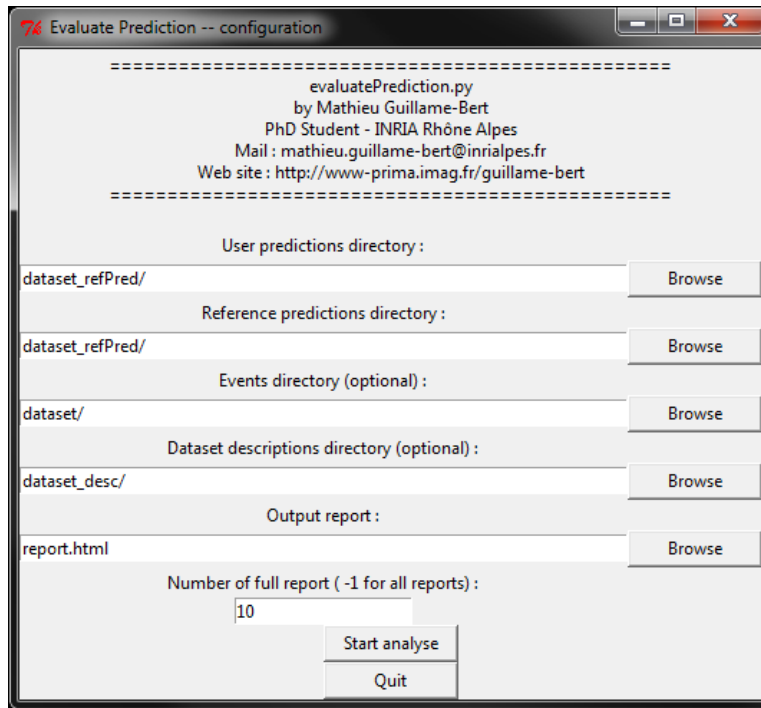 Evaluate Prediction -- configuration
==================================================
evaluatePrediction.py
by Mathieu Guillame-Bert
PhD Student - INRIA Rhône Alpes
Mail : mathieu.guillame-bert@inrialpes.fr
Web site : http://www-prima.imag.fr/guillame-bert
==================================================
User predictions directory :
dataset_refPred/ Browse
Reference predictions directory :
dataset_refPred/ Browse
Events directory (optional) :
dataset/ Browse
Dataset descriptions directory (optional) :
dataset_desc/ Browse
Output report :
report.html Browse
Number of full report ( -1 for all reports) :
10
Start analyse
Quit